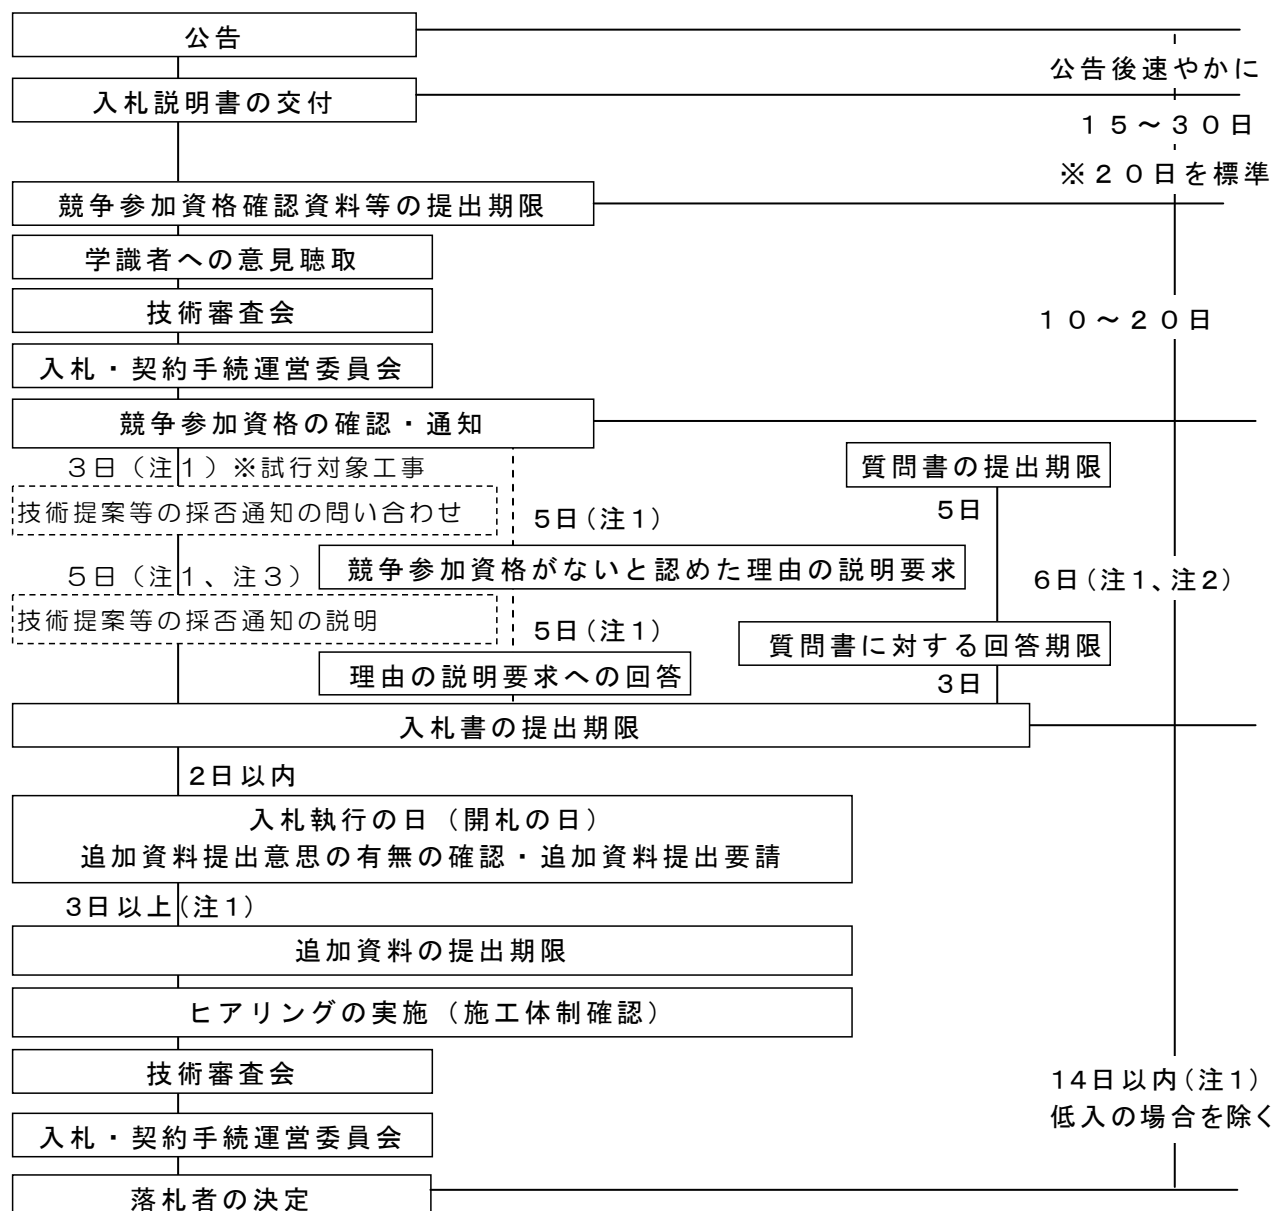 公告
公告後速やかに
入札説明書の交付
１５～３０日
※２０日を標準
競争参加資格確認資料等の提出期限
学識者への意見聴取
技術審査会
１０～２０日
入札・契約手続運営委員会
競争参加資格の確認・通知
３日（注１）※試行対象工事
質問書の提出期限
技術提案等の採否通知の問い合わせ
5日（注１）
5日
競争参加資格がないと認めた理由の説明要求
５日（注１、注３）
6日（注１、注２）
技術提案等の採否通知の説明
5日（注１）
質問書に対する回答期限
理由の説明要求への回答
3日
入札書の提出期限
2日以内
入札執行の日（開札の日）
追加資料提出意思の有無の確認・追加資料提出要請
3日以上（注１）
追加資料の提出期限
ヒアリングの実施（施工体制確認）
技術審査会
14日以内（注１）
低入の場合を除く
入札・契約手続運営委員会
落札者の決定